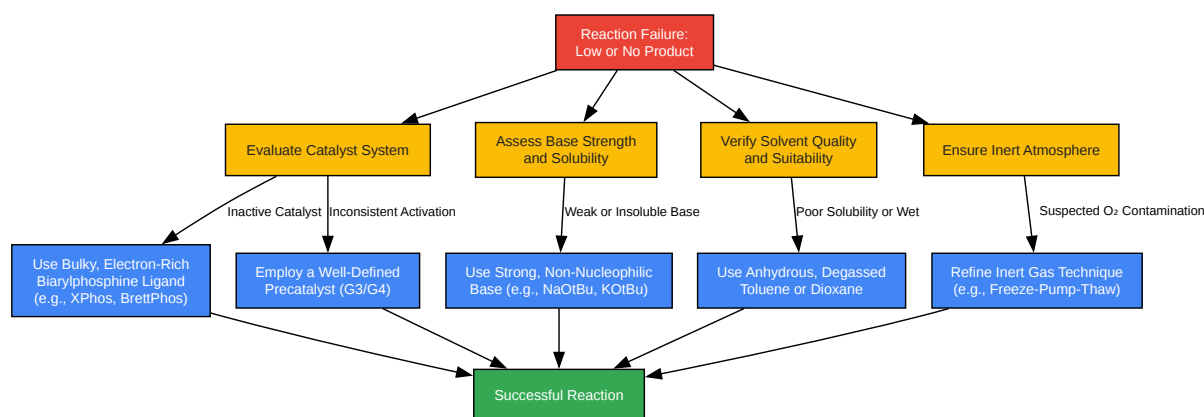 Reaction Failure:
Low or No Product
Evaluate Catalyst System
Assess Base Strength
and Solubility
Verify Solvent Quality
and Suitability
Ensure Inert Atmosphere
Inactive Catalyst
Inconsistent Activation
Weak or Insoluble Base
Poor Solubility or Wet
Suspected O₂ Contamination
Use Bulky, Electron-Rich
Biarylphosphine Ligand
(e.g., XPhos, BrettPhos)
Employ a Well-Defined
Precatalyst (G3/G4)
Use Strong, Non-Nucleophilic
Base (e.g., NaOtBu, KOtBu)
Use Anhydrous, Degassed
Toluene or Dioxane
Refine Inert Gas Technique
(e.g., Freeze-Pump-Thaw)
Successful Reaction